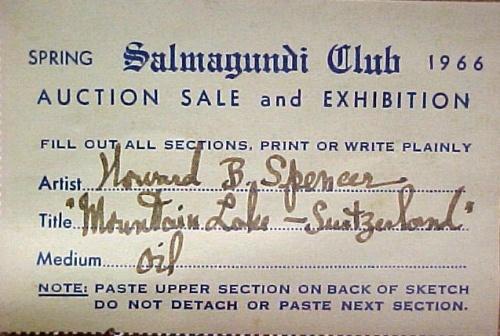 SPRING Salmagundi Club 1966
AUCTION SALE and EXHIBITION
FILL OUT ALL SECTIONS, PRINT OR WRITE PLAINLY
Artist Howard B. Spencer
Title "Mountain Lake – Switzerland"
Medium Oil
NOTE: PASTE UPPER SECTION ON BACK OF SKETCH
DO NOT DETACH OR PASTE NEXT SECTION.